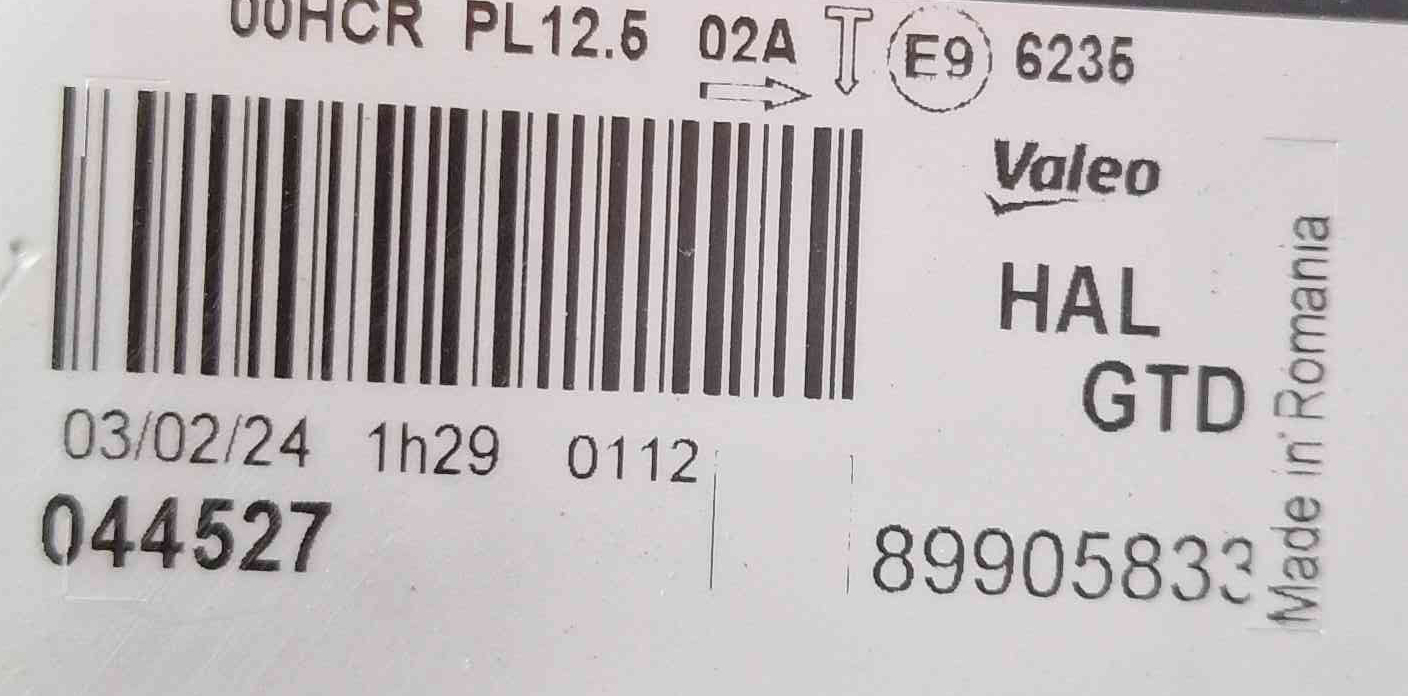 00HCR PL12.5 02A E9 6235
Valeo
HAL
GTD
03/02/24 1h29 0112
044527
89905833
Made in Romania